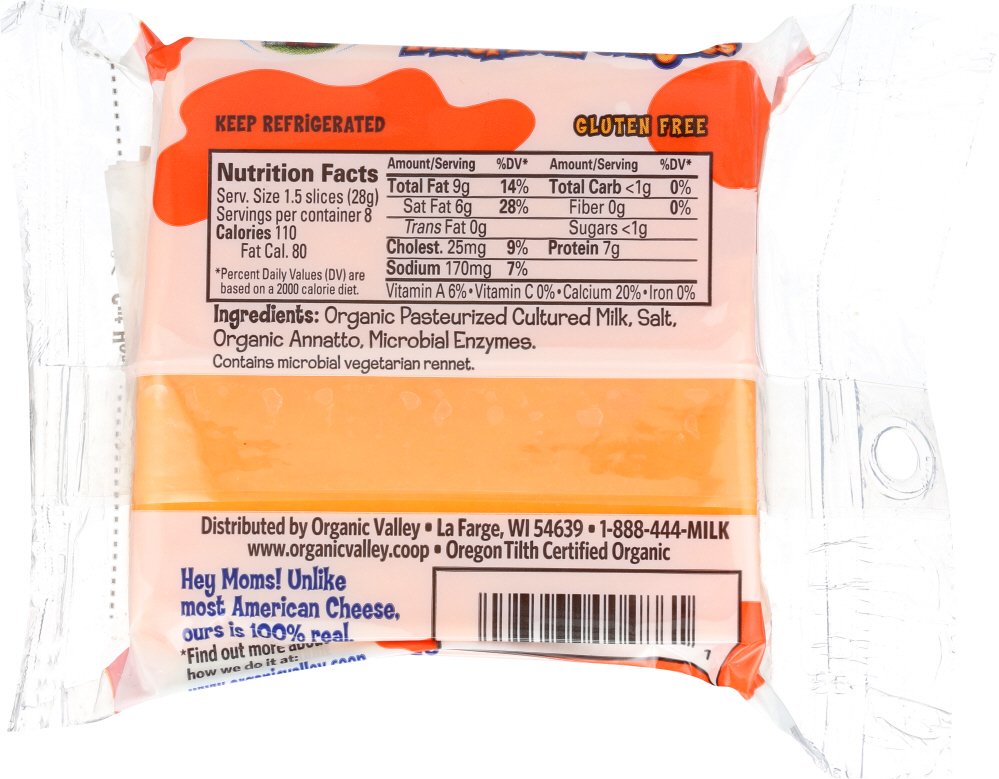 KEEP REFRIGERATED
GLUTEN FREE
Nutrition Facts
Serv. Size 1.5 slices (28g)
Servings per container 8
Calories 110
Fat Cal. 80
*Percent Daily Values (DV) are
based on a 2000 calorie diet.
Amount/Serving %DV* Amount/Serving %DV*
Total Fat 9g 14% Total Carb <1g 0%
Sat Fat 6g 28% Fiber 0g 0%
Trans Fat 0g Sugars <1g
Cholest. 25mg 9% Protein 7g
Sodium 170mg 7%
Vitamin A 6% • Vitamin C 0% • Calcium 20% • Iron 0%
Ingredients: Organic Pasteurized Cultured Milk, Salt,
Organic Annatto, Microbial Enzymes.
Contains microbial vegetarian rennet.
Distributed by Organic Valley • La Farge, WI 54639 • 1-888-444-MILK
www.organicvalley.coop • Oregon Tilth Certified Organic
Hey Moms! Unlike
most American Cheese,
ours is 100% real.
*Find out more about
how we do it at:
www.organicvalley.coop
1